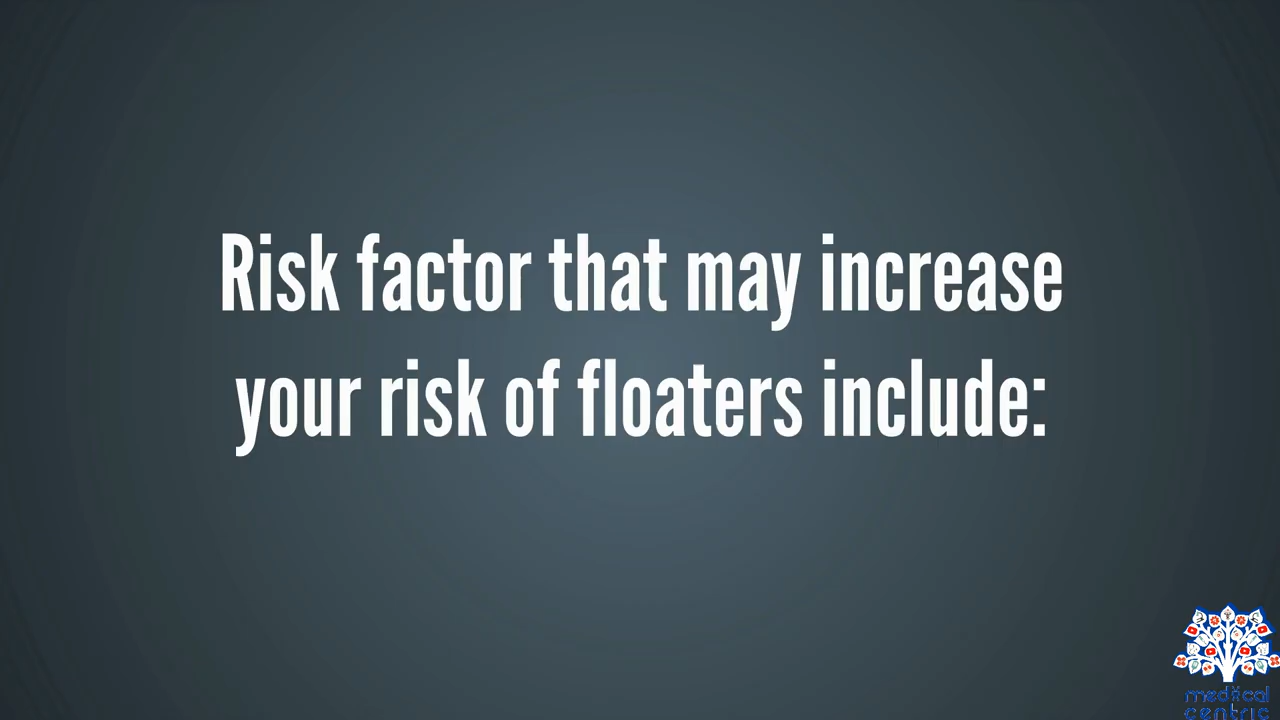 Risk factor that may increase
your risk of floaters include:
medical
centric